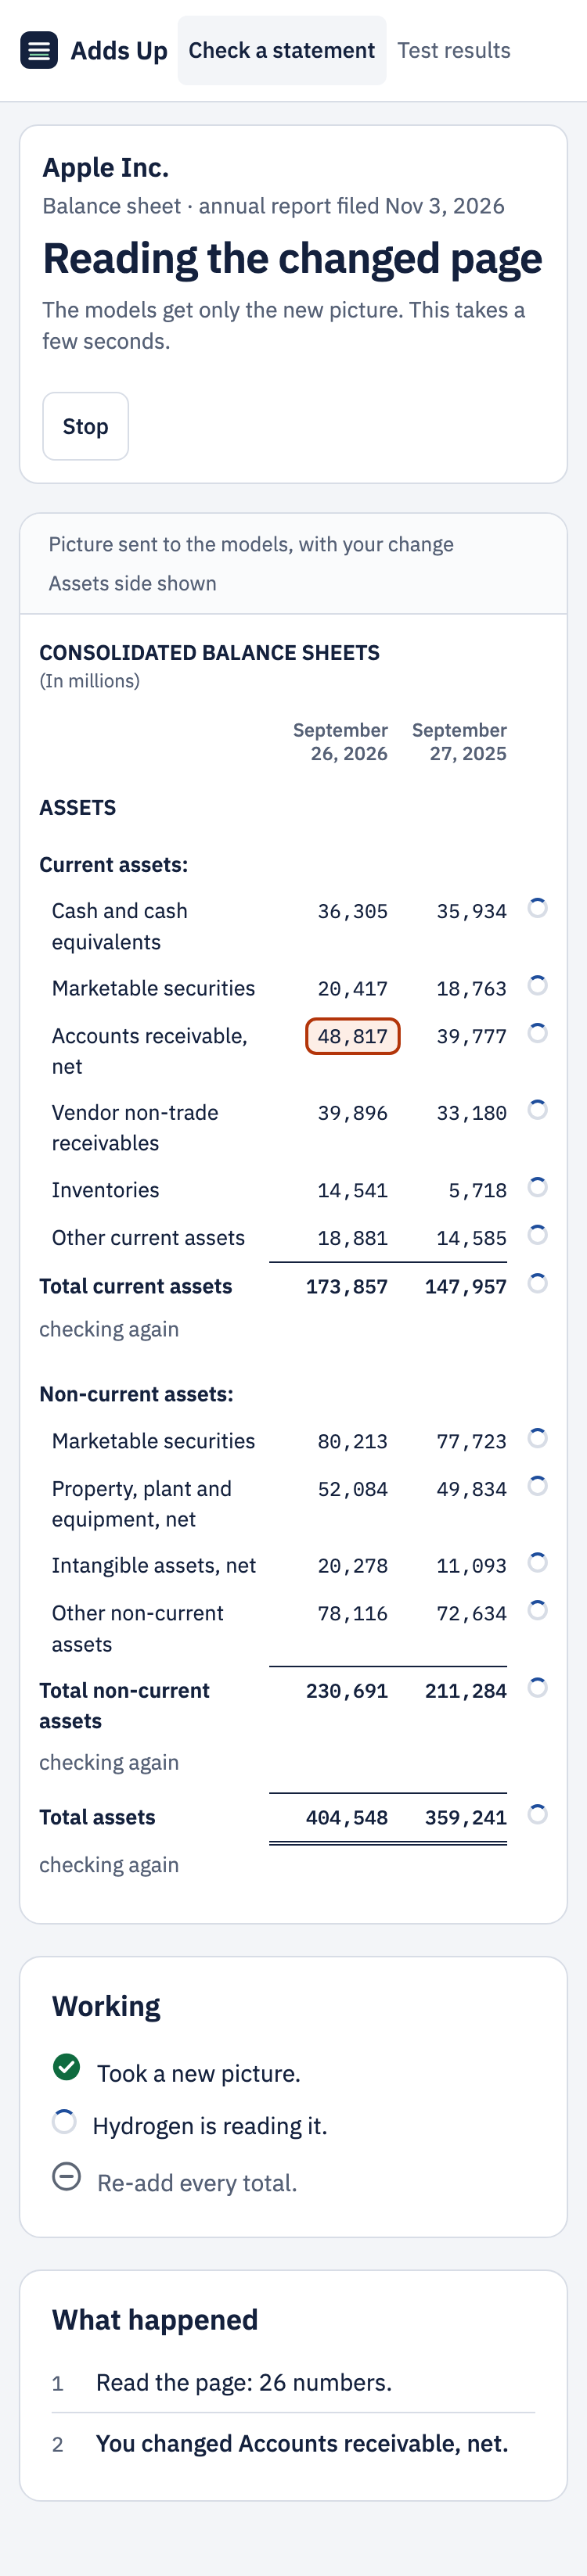 Adds Up
Check a statement
Test results
Apple Inc.
Balance sheet · annual report filed Nov 3, 2026
Reading the changed page
The models get only the new picture. This takes a
few seconds.
Stop
Picture sent to the models, with your change
Assets side shown
CONSOLIDATED BALANCE SHEETS
(In millions)
September September
26, 2026 27, 2025
ASSETS
Current assets:
Cash and cash 36,305 35,934
equivalents
Marketable securities 20,417 18,763
Accounts receivable, 48,817 39,777
net
Vendor non-trade 39,896 33,180
receivables
Inventories 14,541 5,718
Other current assets 18,881 14,585
Total current assets 173,857 147,957
checking again
Non-current assets:
Marketable securities 80,213 77,723
Property, plant and 52,084 49,834
equipment, net
Intangible assets, net 20,278 11,093
Other non-current 78,116 72,634
assets
Total non-current 230,691 211,284
assets
checking again
Total assets 404,548 359,241
checking again
Working
Took a new picture.
Hydrogen is reading it.
Re-add every total.
What happened
1 Read the page: 26 numbers.
2 You changed Accounts receivable, net.